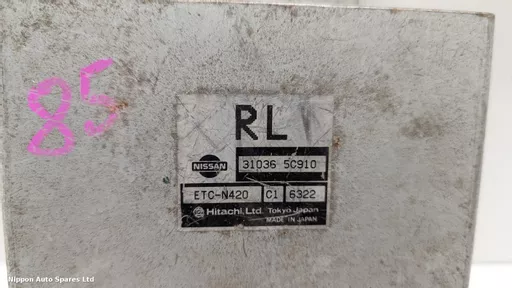 85
RL
NISSAN 31036 5C910
ETC-N420 C1 6322
Hitachi, Ltd. Tokyo Japan
MADE IN JAPAN
Nippon Auto Spares Ltd